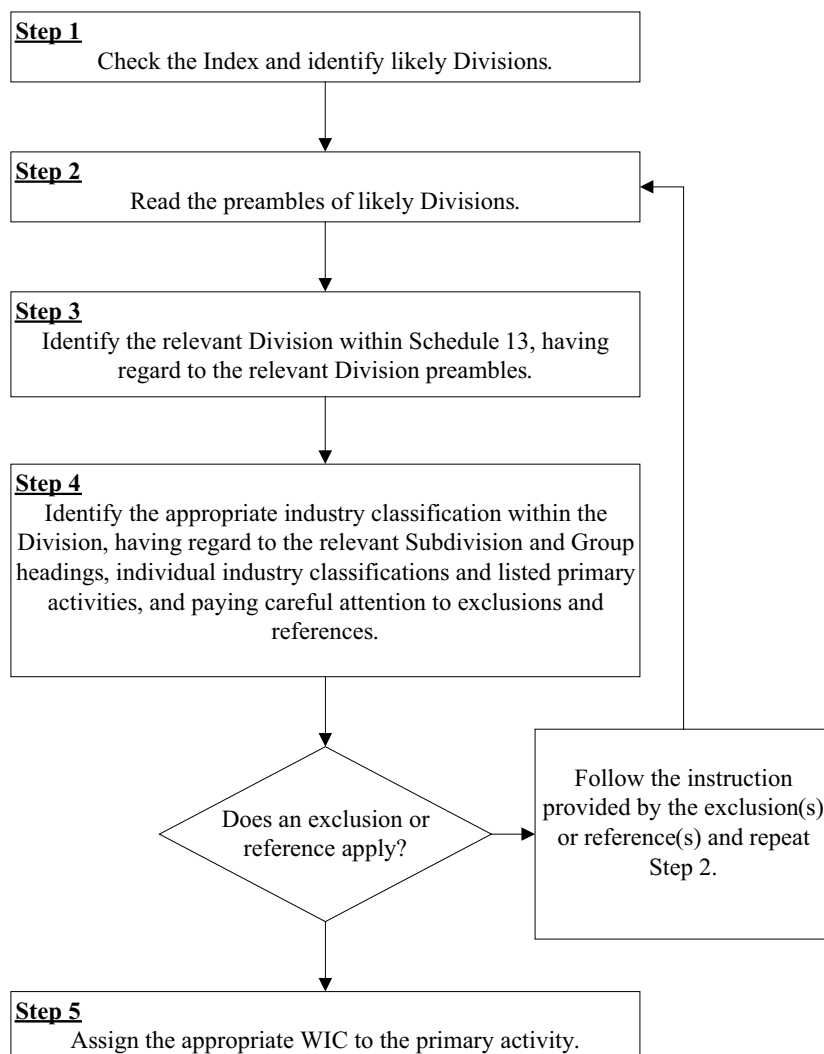 Step 1
Check the Index and identify likely Divisions.
Step 2
Read the preambles of likely Divisions.
Step 3
Identify the relevant Division within Schedule 13, having
regard to the relevant Division preambles.
Step 4
Identify the appropriate industry classification within the
Division, having regard to the relevant Subdivision and Group
headings, individual industry classifications and listed primary
activities, and paying careful attention to exclusions and
references.
Does an exclusion or
reference apply?
Follow the instruction
provided by the exclusion(s)
or reference(s) and repeat
Step 2.
Step 5
Assign the appropriate WIC to the primary activity.